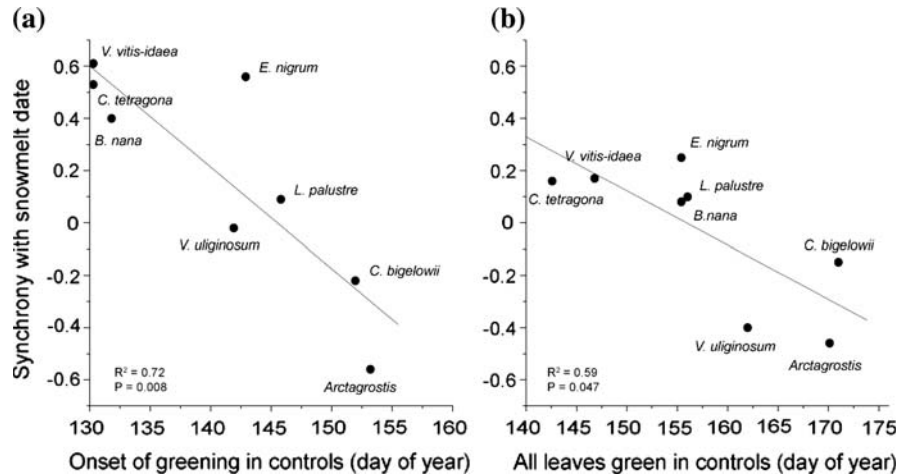 (a)
(b)
Synchrony with snowmelt date
0.6
0.4
0.2
0
-0.2
-0.4
-0.6
V. vitis-idaea
C. tetragona
B. nana
E. nigrum
L. palustre
V. uliginosum
C. bigelowii
Arctagrostis
R² = 0.72
P = 0.008
130 135 140 145 150 155 160
Onset of greening in controls (day of year)
0.6
0.4
0.2
0
-0.2
-0.4
-0.6
E. nigrum
V. vitis-idaea
L. palustre
C. tetragona
B.nana
C. bigelowii
V. uliginosum
Arctagrostis
R² = 0.59
P = 0.047
140 145 150 155 160 165 170 175
All leaves green in controls (day of year)